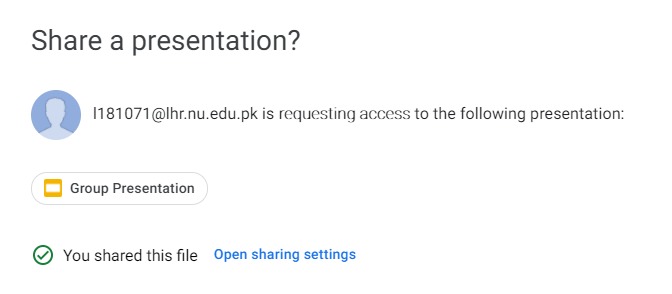 Share a presentation?
l181071@lhr.nu.edu.pk is requesting access to the following presentation:
Group Presentation
You shared this file Open sharing settings